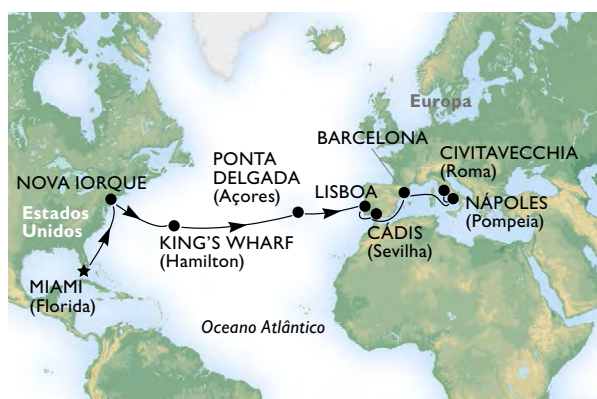 Europa
BARCELONA
PONTA
DELGADA
(Açores)
CIVITAVECCHIA
(Roma)
NOVA IORQUE
LISBOA
NÁPOLES
(Pompeia)
Estados
Unidos
KING'S WHARF
(Hamilton)
CÁDIS
(Sevilha)
MIAMI
(Florida)
Oceano Atlântico